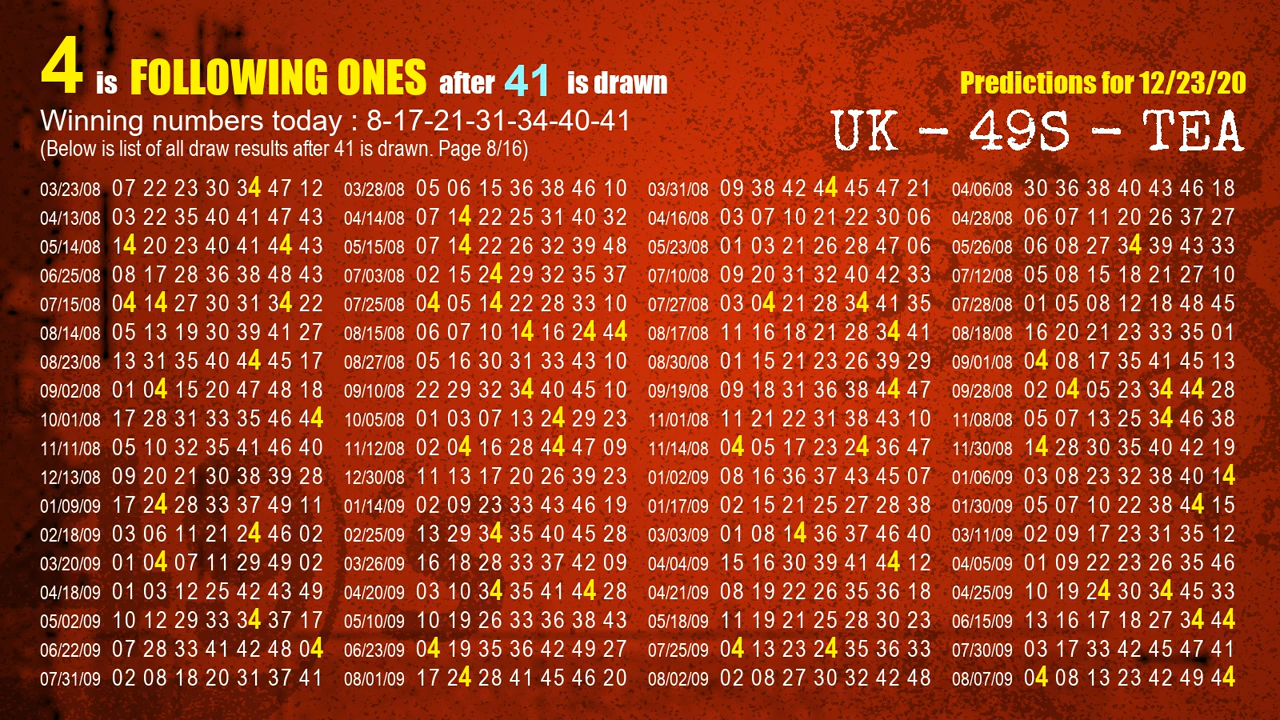 4 is FOLLOWING ONES after 41 is drawn
Predictions for 12/23/20
Winning numbers today : 8-17-21-31-34-40-41
UK - 49S - TEA
(Below is list of all draw results after 41 is drawn. Page 8/16)
03/23/08 07 22 23 30 34 47 12 03/28/08 05 06 15 36 38 46 10 03/31/08 09 38 42 44 45 47 21 04/06/08 30 36 38 40 43 46 18
04/13/08 03 22 35 40 41 47 43 04/14/08 07 14 22 25 31 40 32 04/16/08 03 07 10 21 22 30 06 04/28/08 06 07 11 20 26 37 27
05/14/08 14 20 23 40 41 44 43 05/15/08 07 14 22 26 32 39 48 05/23/08 01 03 21 26 28 47 06 05/26/08 06 08 27 34 39 43 33
06/25/08 08 17 28 36 38 48 43 07/03/08 02 15 24 29 32 35 37 07/10/08 09 20 31 32 40 42 33 07/12/08 05 08 15 18 21 27 10
07/15/08 04 14 27 30 31 34 22 07/25/08 04 05 14 22 28 33 10 07/27/08 03 04 21 28 34 41 35 07/28/08 01 05 08 12 18 48 45
08/14/08 05 13 19 30 39 41 27 08/15/08 06 07 10 14 16 24 44 08/17/08 11 16 18 21 28 34 41 08/18/08 16 20 21 23 33 35 01
08/23/08 13 31 35 40 44 45 17 08/27/08 05 16 30 31 33 43 10 08/30/08 01 15 21 23 26 39 29 09/01/08 04 08 17 35 41 45 13
09/02/08 01 04 15 20 47 48 18 09/10/08 22 29 32 34 40 45 10 09/19/08 09 18 31 36 38 44 47 09/28/08 02 04 05 23 34 44 28
10/01/08 17 28 31 33 35 46 44 10/05/08 01 03 07 13 24 29 23 11/01/08 11 21 22 31 38 43 10 11/08/08 05 07 13 25 34 46 38
11/11/08 05 10 32 35 41 46 40 11/12/08 02 04 16 28 44 47 09 11/14/08 04 05 17 23 24 36 47 11/30/08 14 28 30 35 40 42 19
12/13/08 09 20 21 30 38 39 28 12/30/08 11 13 17 20 26 39 23 01/02/09 08 16 36 37 43 45 07 01/06/09 03 08 23 32 38 40 14
01/09/09 17 24 28 33 37 49 11 01/14/09 02 09 23 33 43 46 19 01/17/09 02 15 21 25 27 28 38 01/30/09 05 07 10 22 38 44 15
02/18/09 03 06 11 21 24 46 02 02/25/09 13 29 34 35 40 45 28 03/03/09 01 08 14 36 37 46 40 03/11/09 02 09 17 23 31 35 12
03/20/09 01 04 07 11 29 49 02 03/26/09 16 18 28 33 37 42 09 04/04/09 15 16 30 39 41 44 12 04/05/09 01 09 22 23 26 35 46
04/18/09 01 03 12 25 42 43 49 04/20/09 03 10 34 35 41 44 28 04/21/09 08 19 22 26 35 36 18 04/25/09 10 19 24 30 34 45 33
05/02/09 10 12 29 33 34 37 17 05/10/09 10 19 26 33 36 38 43 05/18/09 11 19 21 25 28 30 23 06/15/09 13 16 17 18 34 44
06/22/09 07 28 33 41 42 48 04 06/23/09 04 19 35 36 42 49 27 07/25/09 04 13 23 24 35 36 33 07/30/09 03 17 22 42 45 47 41
07/31/09 02 08 18 20 31 37 41 08/01/09 17 24 28 41 45 46 20 08/02/09 02 08 27 30 32 42 48 08/07/09 04 08 13 23 42 49 44